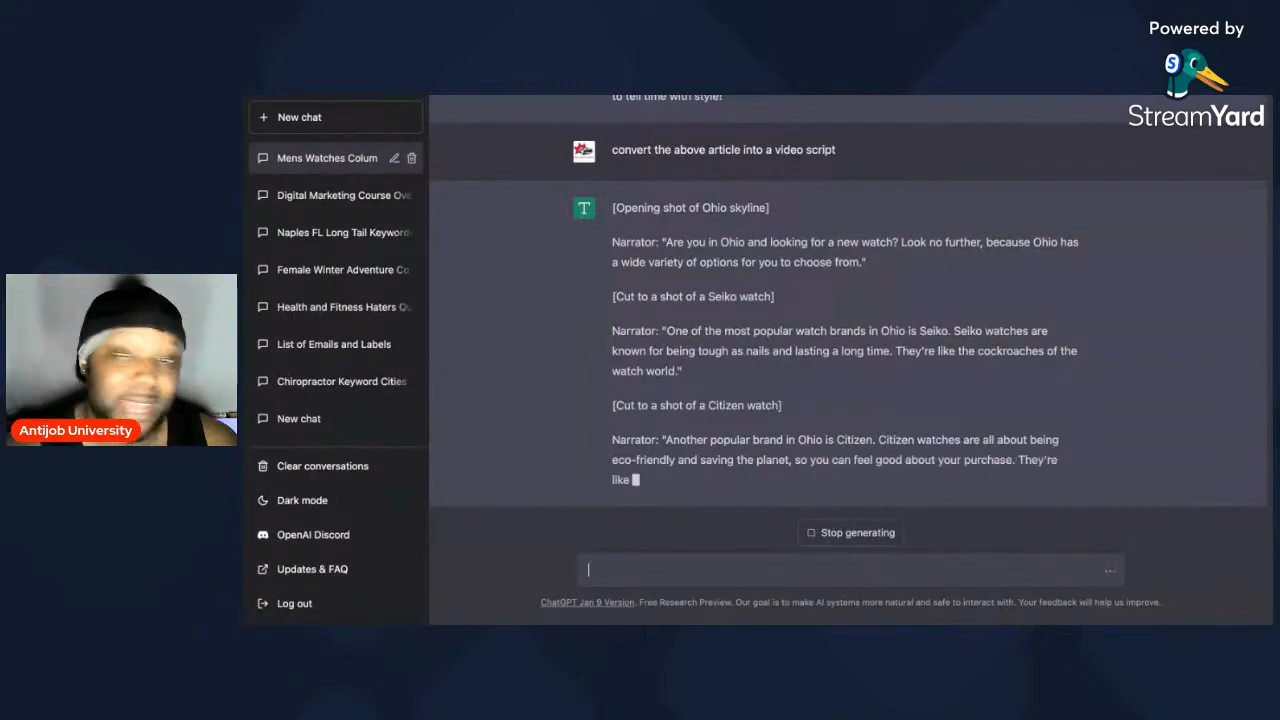 Powered by
S
StreamYard
New chat
Mens Watches Colum
Digital Marketing Course Ove
Naples FL Long Tail Keyword
Female Winter Adventure Co
Health and Fitness Haters Qu
List of Emails and Labels
Chiropractor Keyword Cities
New chat
Clear conversations
Dark mode
OpenAI Discord
Updates & FAQ
Log out
Antijob University
to tell time with style!
convert the above article into a video script
T
[Opening shot of Ohio skyline]
Narrator: "Are you in Ohio and looking for a new watch? Look no further, because Ohio has
a wide variety of options for you to choose from."
[Cut to a shot of a Seiko watch]
Narrator: "One of the most popular watch brands in Ohio is Seiko. Seiko watches are
known for being tough as nails and lasting a long time. They're like the cockroaches of the
watch world."
[Cut to a shot of a Citizen watch]
Narrator: "Another popular brand in Ohio is Citizen. Citizen watches are all about being
eco-friendly and saving the planet, so you can feel good about your purchase. They're
like
Stop generating
ChatGPT Jan 9 Version. Free Research Preview. Our goal is to make AI systems more natural and safe to interact with. Your feedback will help us improve.